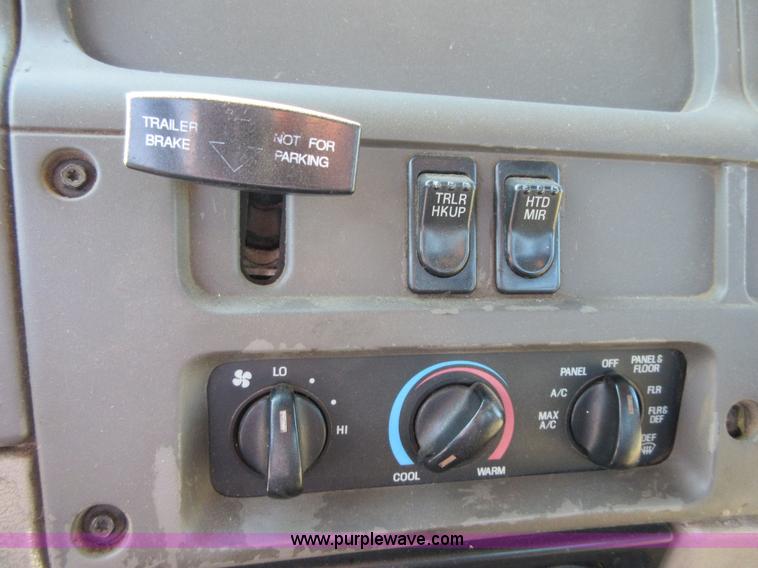 TRAILER
BRAKE
NOT FOR
PARKING
TRLR
HKUP
HTD
MIR
LO
HI
COOL
WARM
MAX
A/C
A/C
PANEL
OFF
PANEL&
FLOOR
FLR
FLR&
DEF
DEF
www.purplewave.com